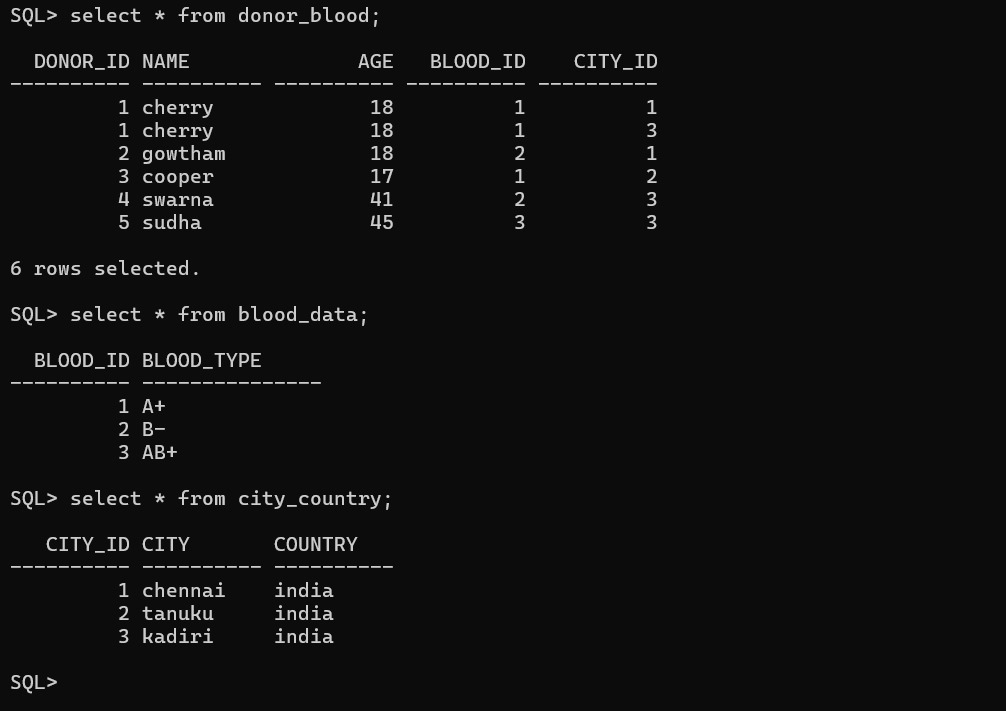 SQL> select * from donor_blood;
  DONOR_ID NAME              AGE   BLOOD_ID    CITY_ID
---------- ---------- ---------- ---------- ----------
         1 cherry             18          1          1
         1 cherry             18          1          3
         2 gowtham            18          2          1
         3 cooper             17          1          2
         4 swarna             41          2          3
         5 sudha              45          3          3
6 rows selected.
SQL> select * from blood_data;
  BLOOD_ID BLOOD_TYPE
---------- ---------------
         1 A+
         2 B-
         3 AB+
SQL> select * from city_country;
   CITY_ID CITY       COUNTRY
---------- ---------- ----------
         1 chennai    india
         2 tanuku     india
         3 kadiri     india
SQL>